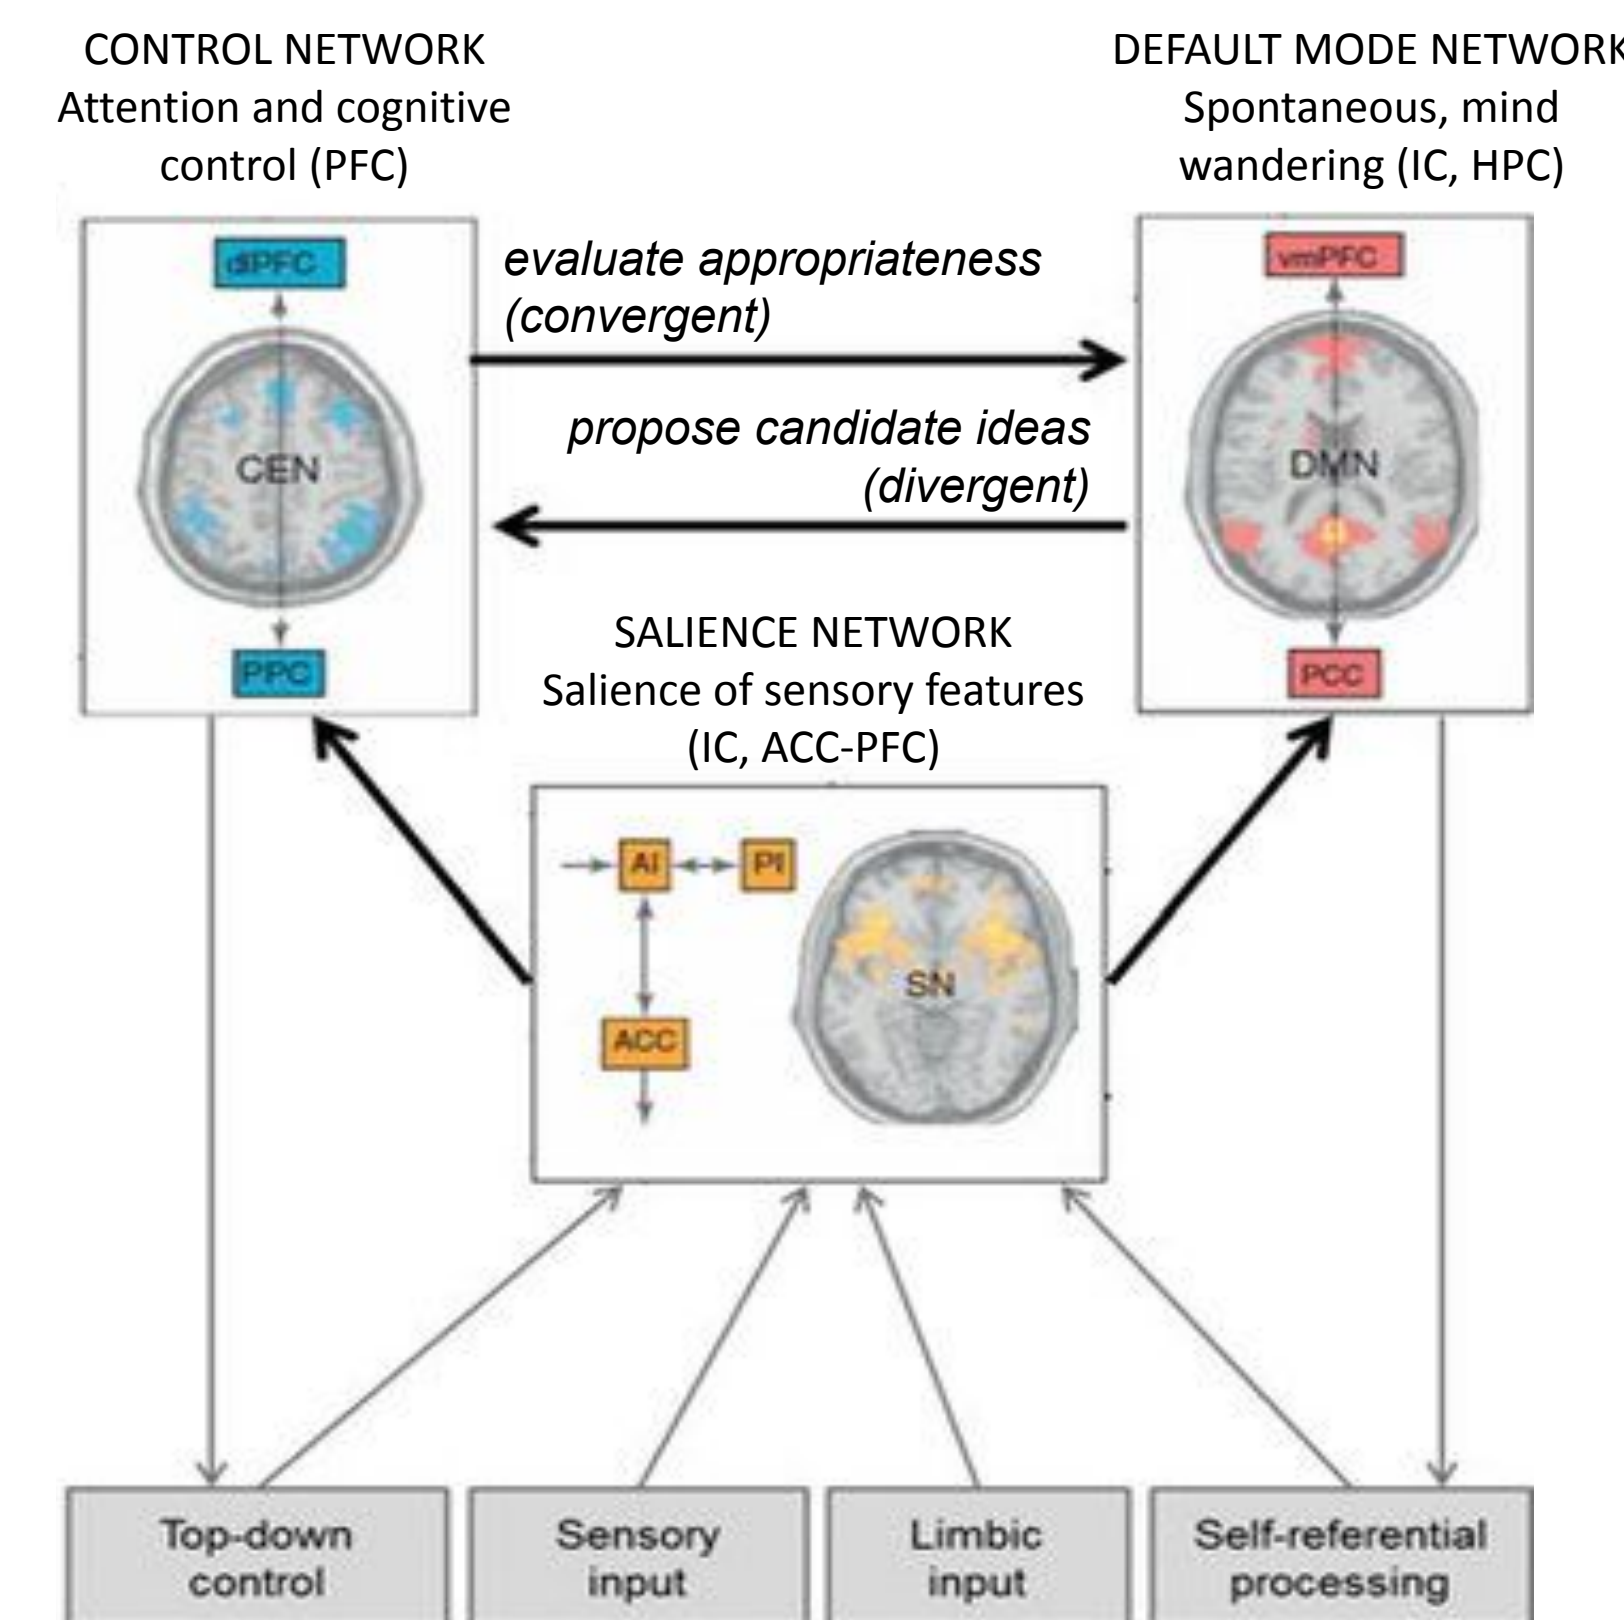 CONTROL NETWORK
Attention and cognitive
control (PFC)
DEFAULT MODE NETWORK
Spontaneous, mind
wandering (IC, HPC)
dlPFC
CEN
PPC
evaluate appropriateness
(convergent)
propose candidate ideas
(divergent)
vmPFC
DMN
PCC
SALIENCE NETWORK
Salience of sensory features
(IC, ACC-PFC)
AI
PI
ACC
SN
Top-down
control
Sensory
input
Limbic
input
Self-referential
processing